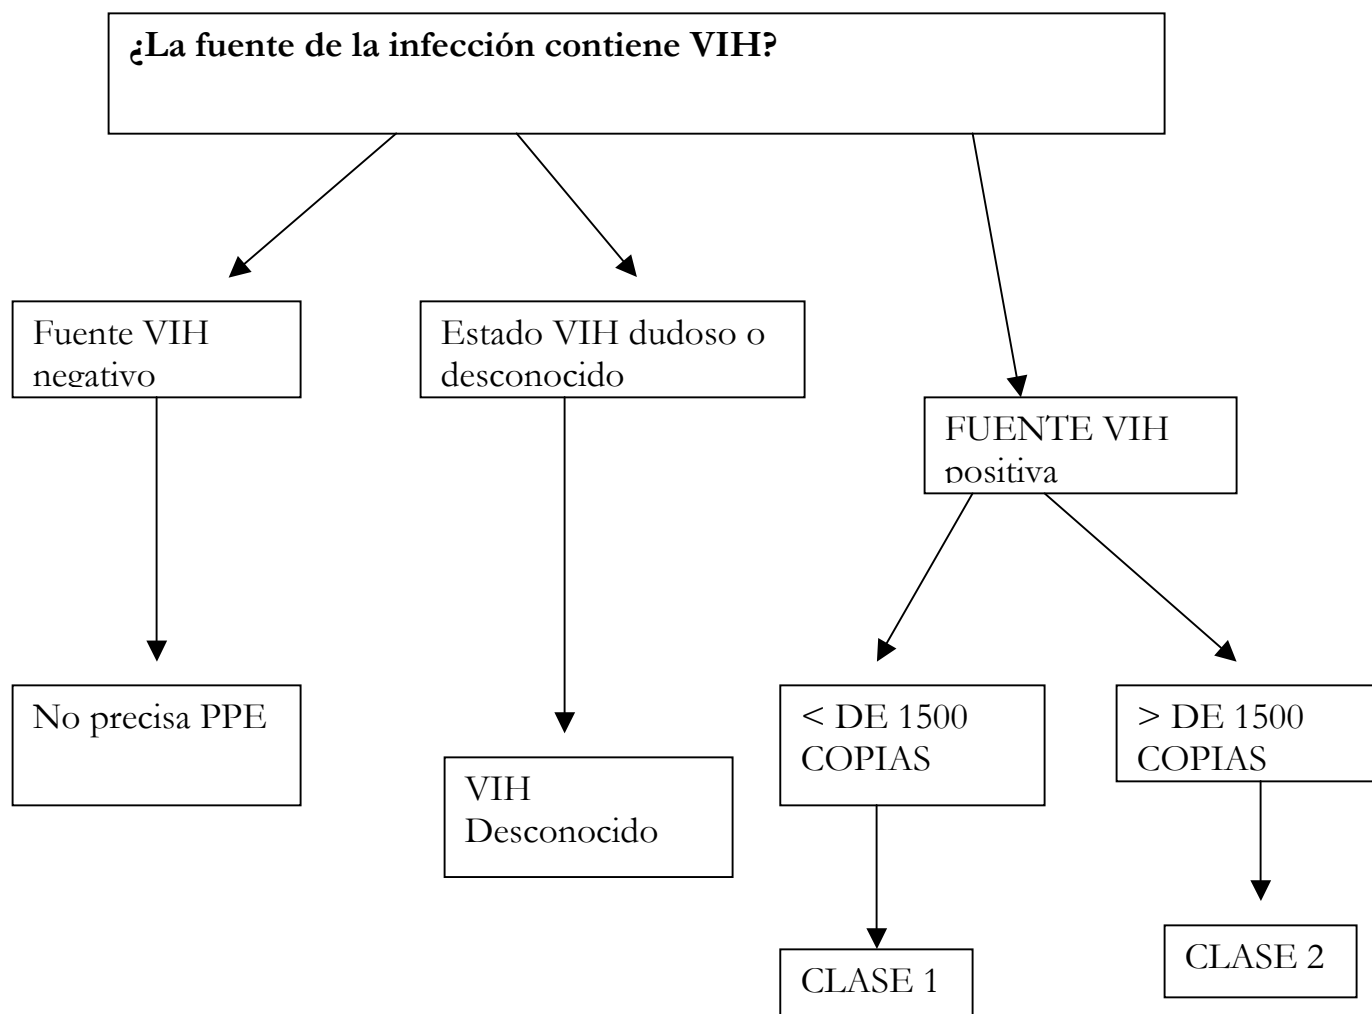 ¿La fuente de la infección contiene VIH?
Fuente VIH
negativo
Estado VIH dudoso o
desconocido
FUENTE VIH
positiva
No precisa PPE
< DE 1500
COPIAS
> DE 1500
COPIAS
VIH
Desconocido
CLASE 1
CLASE 2